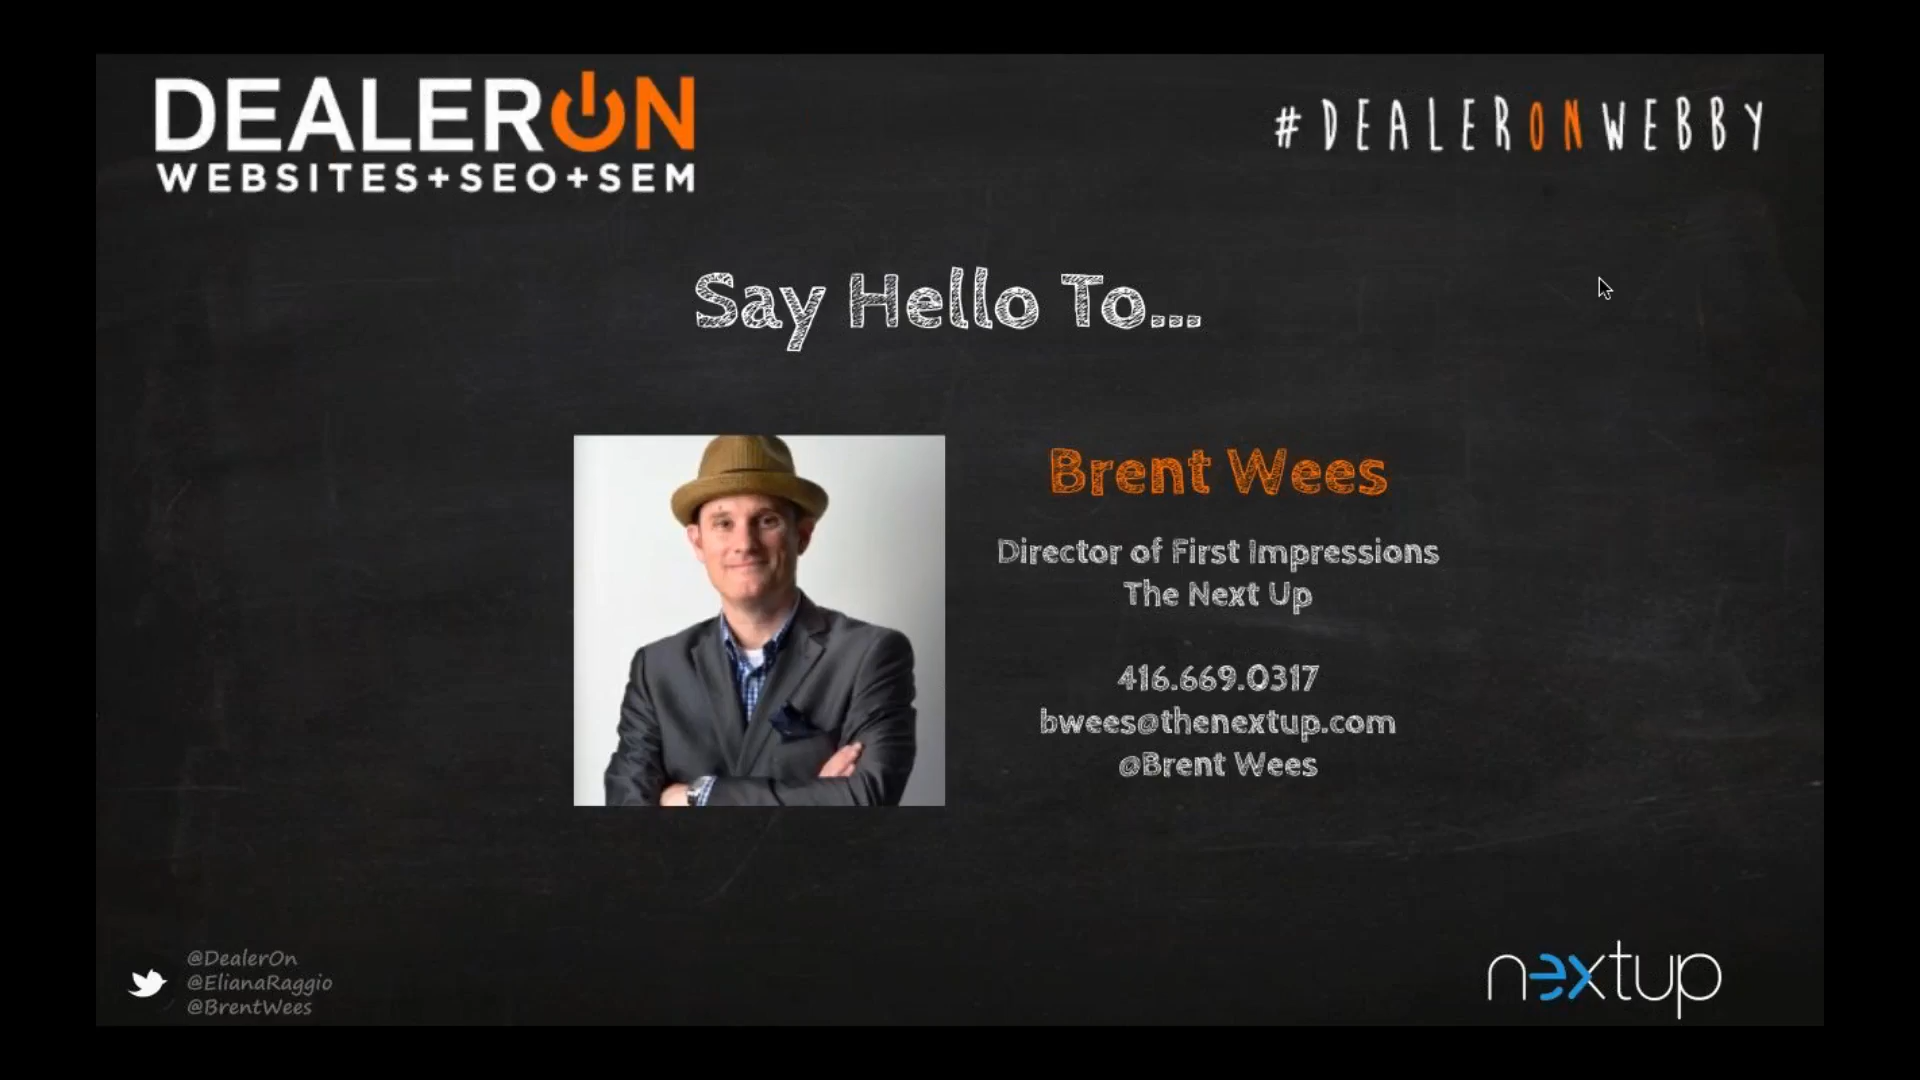 DEALERON
WEBSITES+SEO+SEM
#DEALERONWEBBY
Say Hello To...
Brent Wees
Director of First Impressions
The Next Up
416.669.0317
bwees@thenextup.com
@Brent Wees
@DealerOn
@ElianaRaggio
@BrentWees
nextup